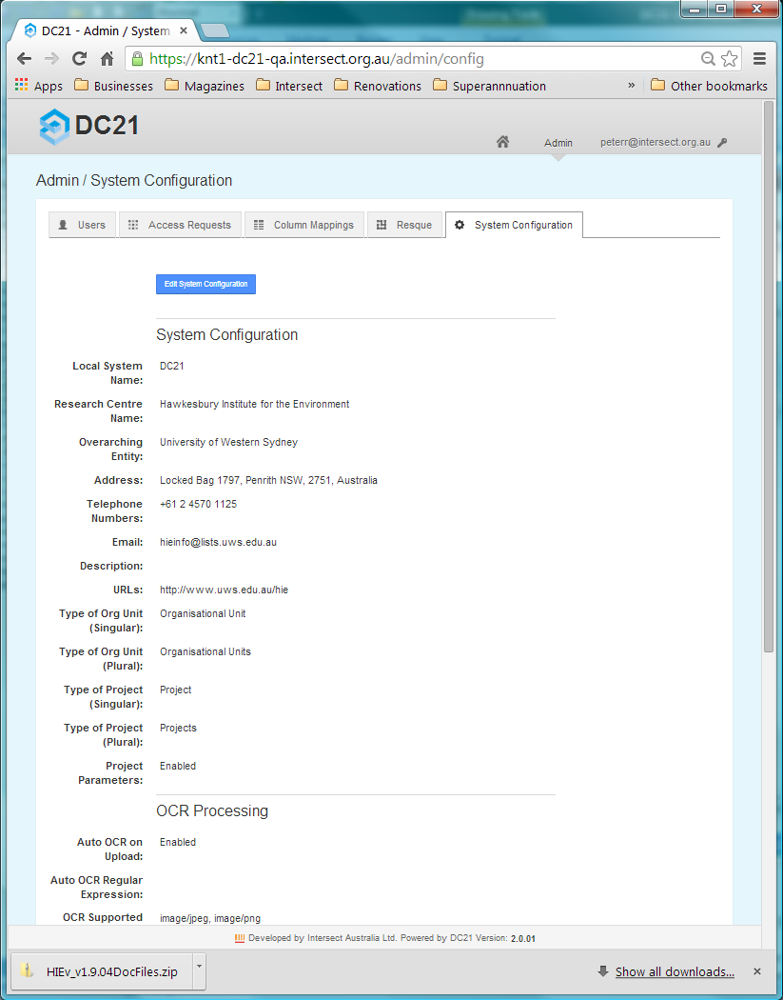 DC21 - Admin / System
https://knt1-dc21-qa.intersect.org.au/admin/config
Apps Businesses Magazines Intersect Renovations Superannnuation » Other bookmarks
DC21
Admin peterr@intersect.org.au
Admin / System Configuration
Users Access Requests Column Mappings Resque System Configuration
Edit System Configuration
System Configuration
Local System DC21
Name:
Research Centre Hawkesbury Institute for the Environment
Name:
Overarching University of Western Sydney
Entity:
Address: Locked Bag 1797, Penrith NSW, 2751, Australia
Telephone +61 2 4570 1125
Numbers:
Email: hieinfo@lists.uws.edu.au
Description:
URLs: http://www.uws.edu.au/hie
Type of Org Unit Organisational Unit
(Singular):
Type of Org Unit Organisational Units
(Plural):
Type of Project Project
(Singular):
Type of Project Projects
(Plural):
Project Enabled
Parameters:
OCR Processing
Auto OCR on Enabled
Upload:
Auto OCR Regular
Expression:
OCR Supported image/jpeg, image/png
Developed by Intersect Australia Ltd. Powered by DC21 Version: 2.0.01
HIEv_v1.9.04DocFiles.zip Show all downloads...